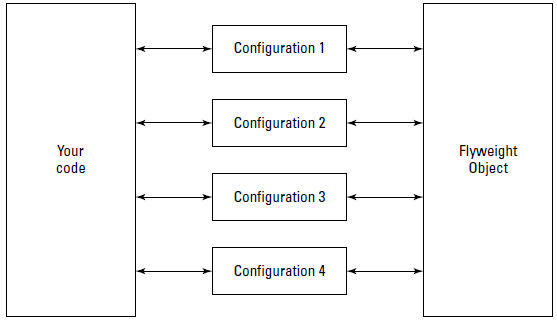 Configuration 1
Configuration 2
Your
code
Flyweight
Object
Configuration 3
Configuration 4